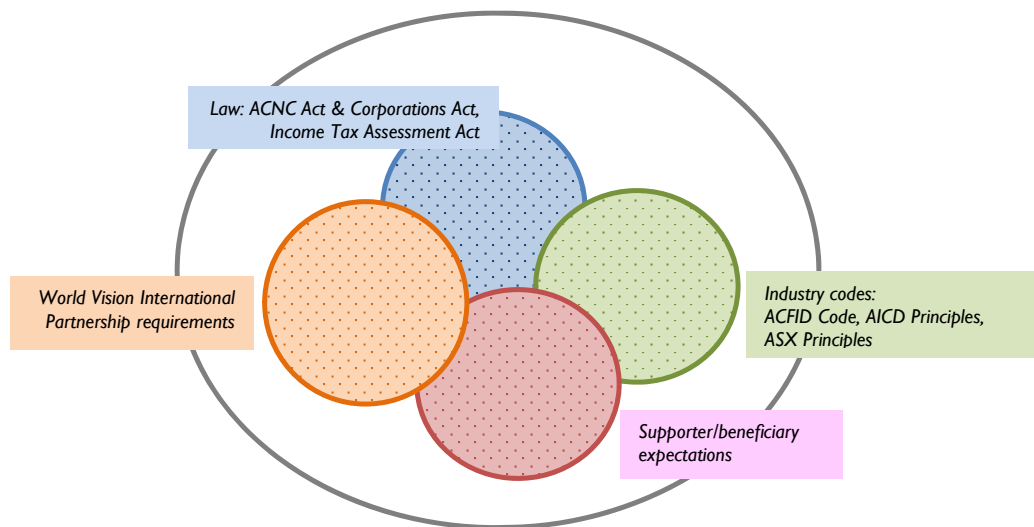 Law: ACNC Act & Corporations Act,
Income Tax Assessment Act
World Vision International
Partnership requirements
Industry codes:
ACFID Code, AICD Principles,
ASX Principles
Supporter/beneficiary
expectations